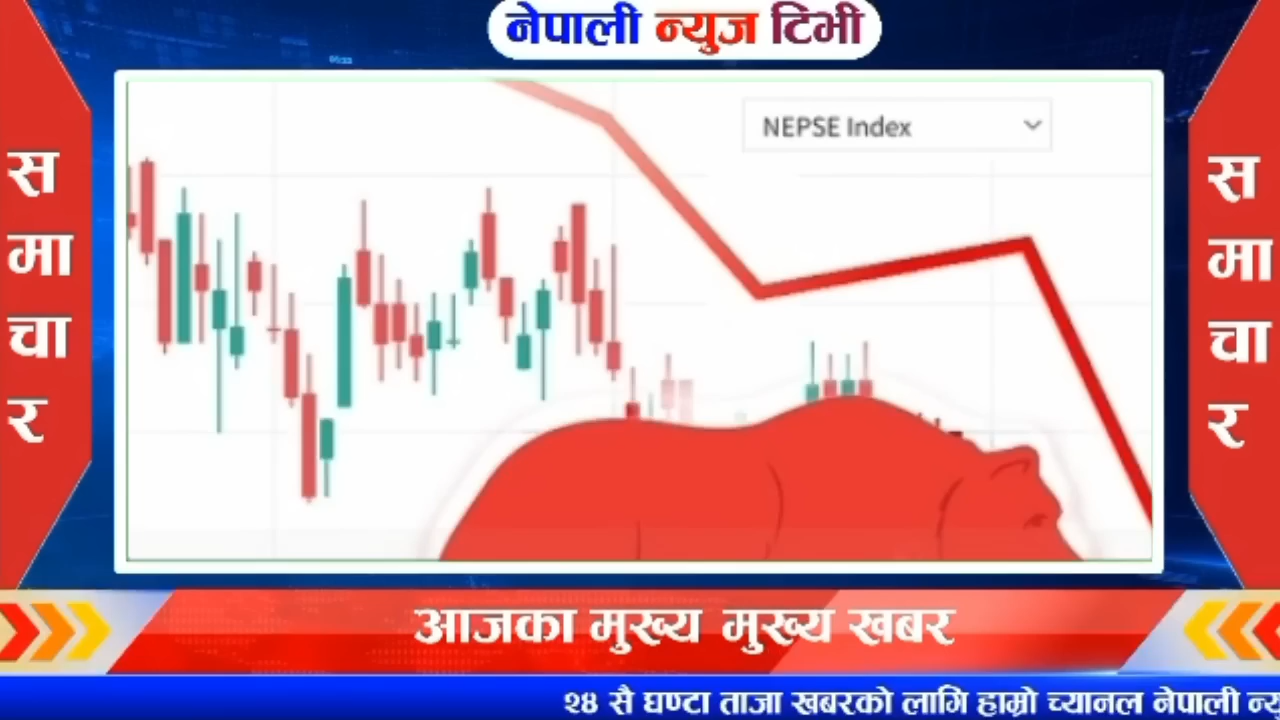 नेपाली न्युज टिभी
NEPSE Index
स
मा
चा
र
स
मा
चा
र
आजका मुख्य मुख्य खबर
२४ सै घण्टा ताजा खबरको लागि हाम्रो च्यानल नेपाली